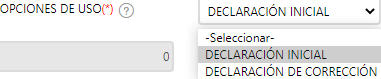 OPCIONES DE USO(*) ?
DECLARACIÓN INICIAL
-Seleccionar-
0
DECLARACIÓN INICIAL
DECLARACIÓN DE CORRECCIÓN